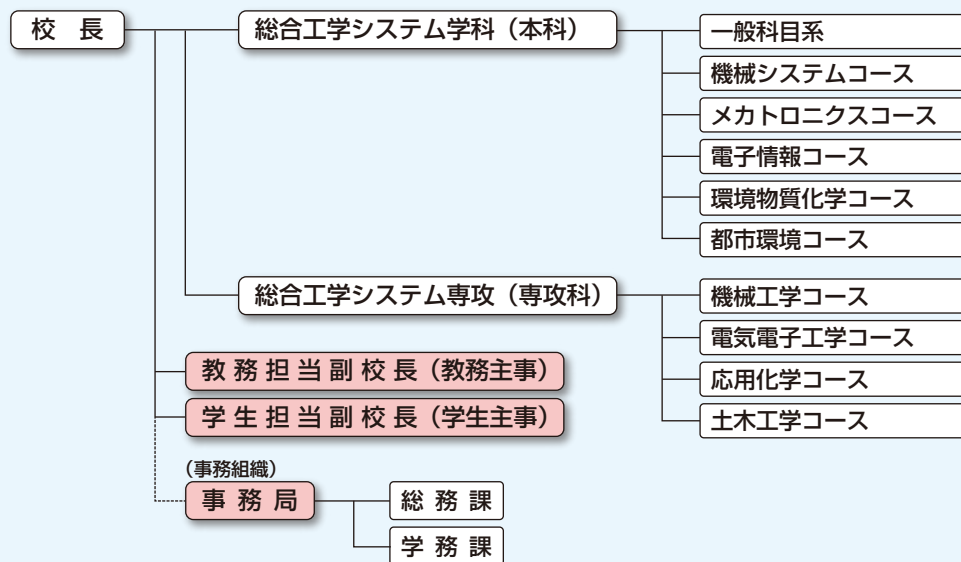 校 長
総合工学システム学科（本科）
一般科目系
機械システムコース
メカトロニクスコース
電子情報コース
環境物質化学コース
都市環境コース
総合工学システム専攻（専攻科）
機械工学コース
電気電子工学コース
応用化学コース
土木工学コース
教 務 担 当 副 校 長（教務主事）
学 生 担 当 副 校 長（学生主事）
（事務組織）
事 務 局
総 務 課
学 務 課